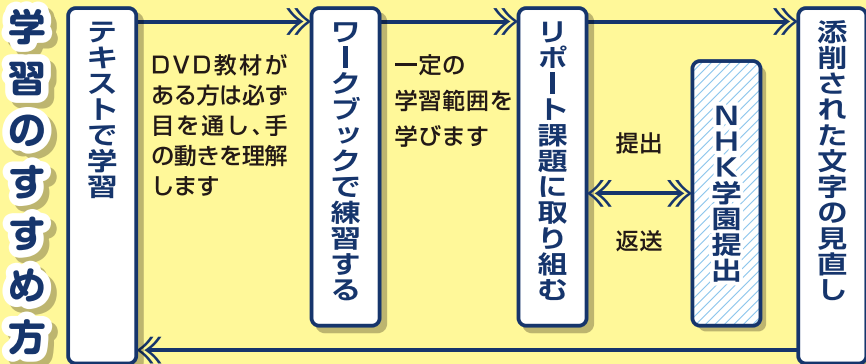 学習のすすめ方
テキストで学習
DVD教材が
ある方は必ず
目を通し、手
の動きを理解
します
ワークブックで練習する
一定の
学習範囲を
学びます
リポート課題に取り組む
提出
返送
NHK学園提出
添削された文字の見直し